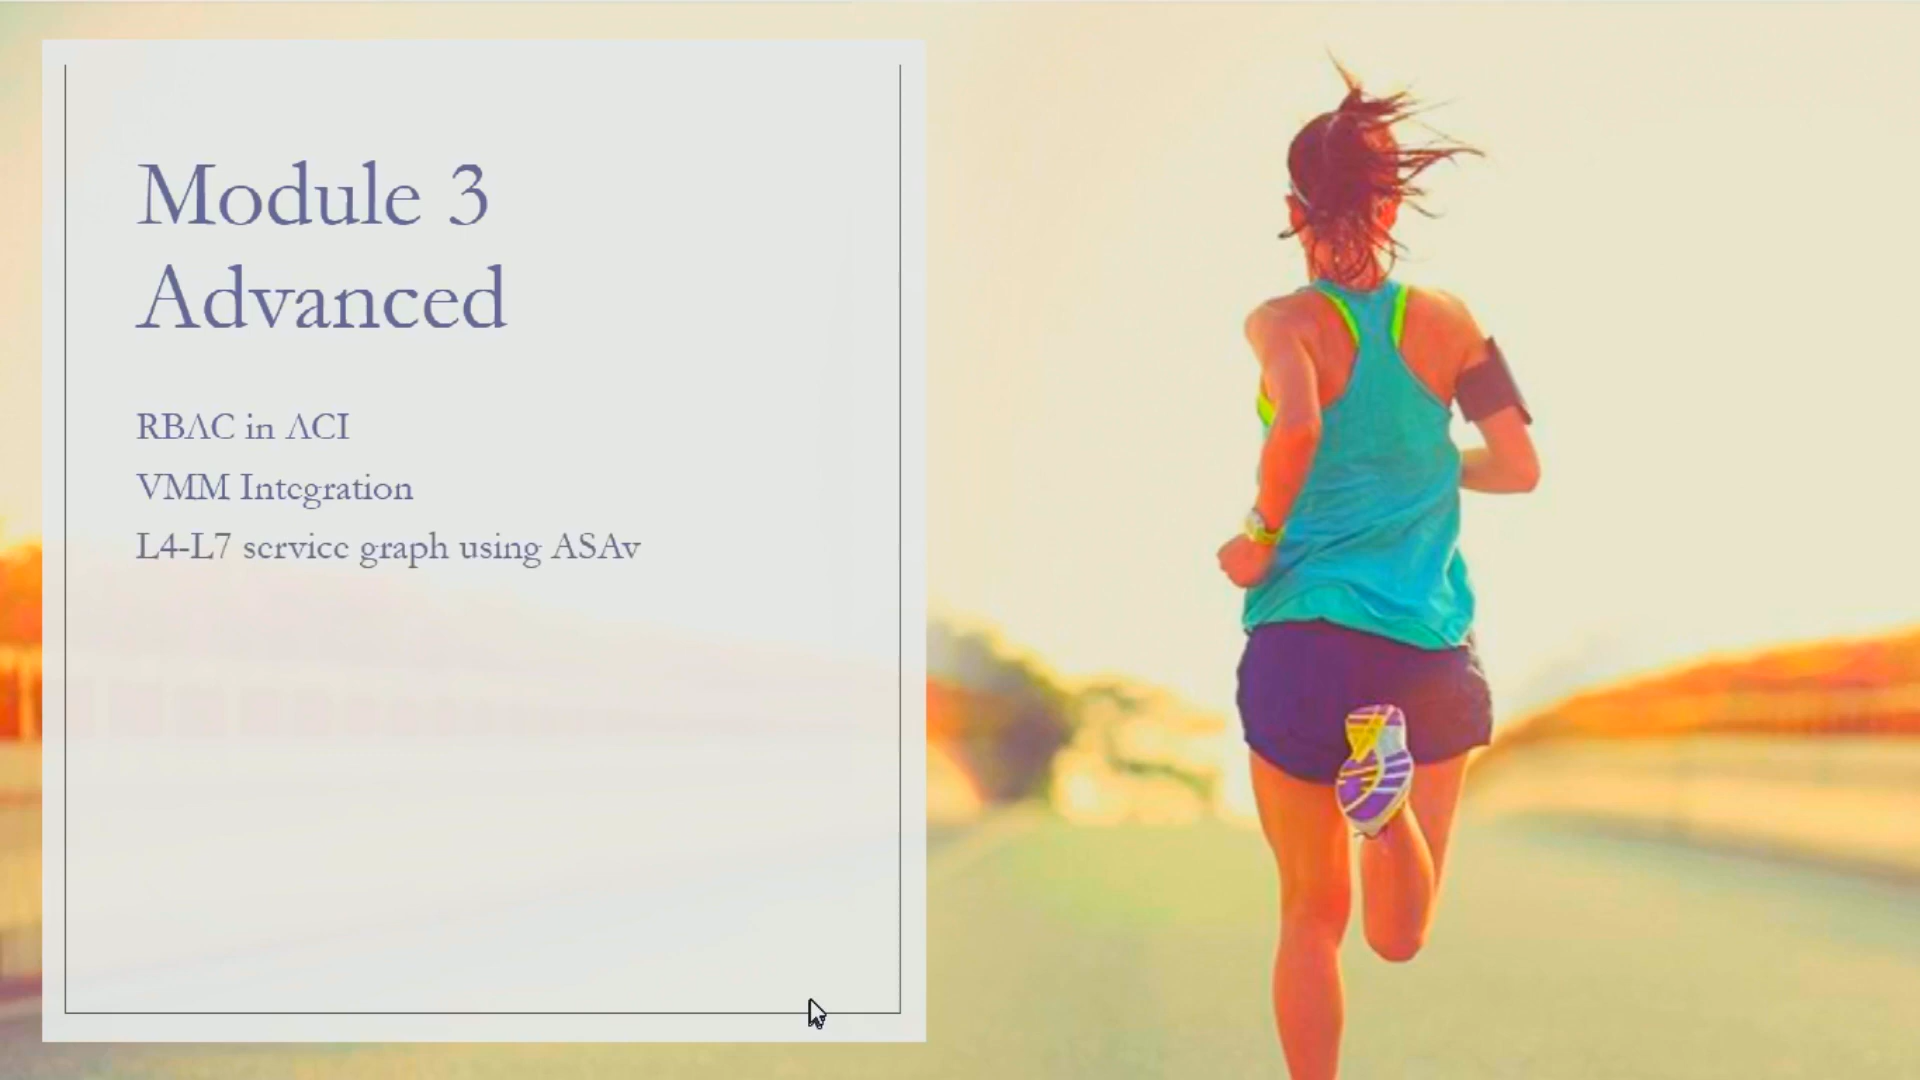 Module 3
Advanced
RBAC in ACI
VMM Integration
L4-L7 service graph using ASAv